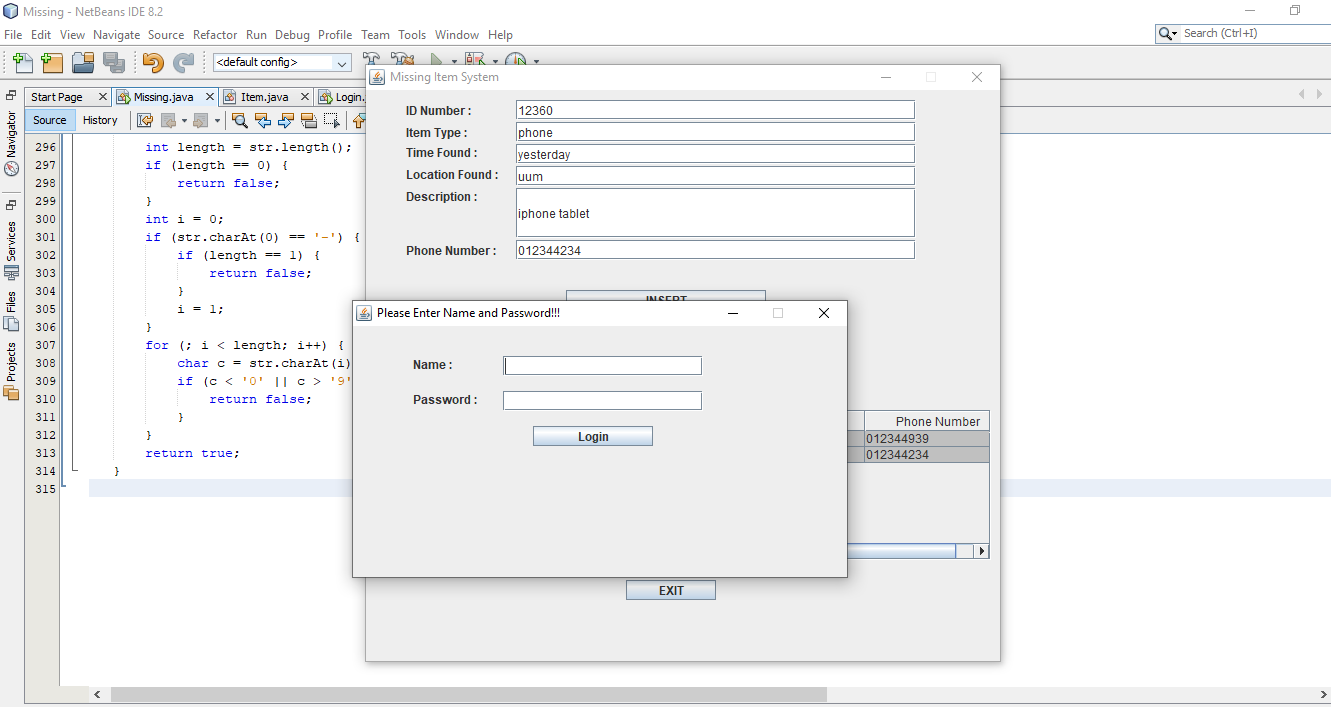 Missing - NetBeans IDE 8.2
File Edit View Navigate Source Refactor Run Debug Profile Team Tools Window Help
Search (Ctrl+I)
<default config>
Start Page Missing.java Item.java Login.
Source History
Navigator
Services
Files
Projects
296 int length = str.length();
297 if (length == 0) {
298 return false;
299 }
300 int i = 0;
301 if (str.charAt(0) == '-') {
302 if (length == 1) {
303 return false;
304 }
305 i = 1;
306 }
307 for (; i < length; i++) {
308 char c = str.charAt(i)
309 if (c < '0' || c > '9'
310 return false;
311 }
312 }
313 return true;
314 }
315
Missing Item System
ID Number : 12360
Item Type : phone
Time Found : yesterday
Location Found : uum
Description : iphone tablet
Phone Number : 012344234
INSERT
Please Enter Name and Password!!!
Name :
Password :
Login
Phone Number
012344939
012344234
EXIT